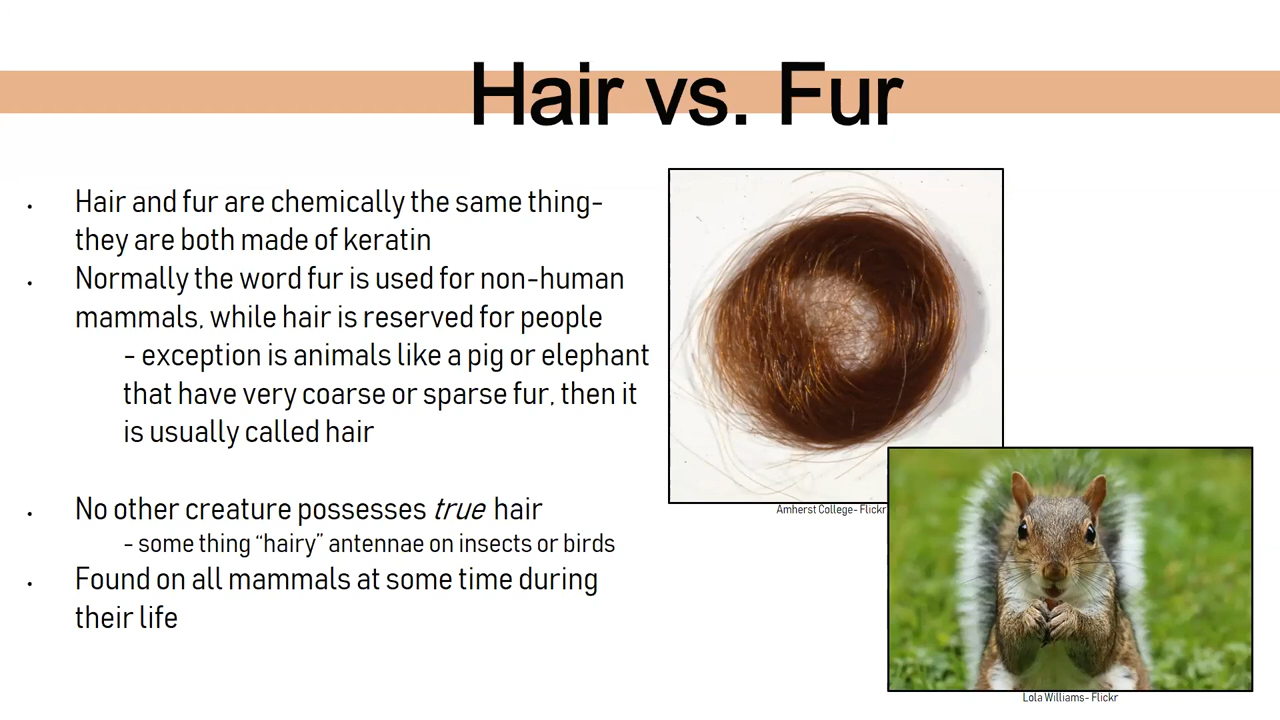 Hair vs. Fur
• Hair and fur are chemically the same thing-
they are both made of keratin
• Normally the word fur is used for non-human
mammals, while hair is reserved for people
- exception is animals like a pig or elephant
that have very coarse or sparse fur, then it
is usually called hair
• No other creature possesses true hair
- some thing “hairy” antennae on insects or birds
• Found on all mammals at some time during
their life
Amherst College- Flickr
Lola Williams- Flickr